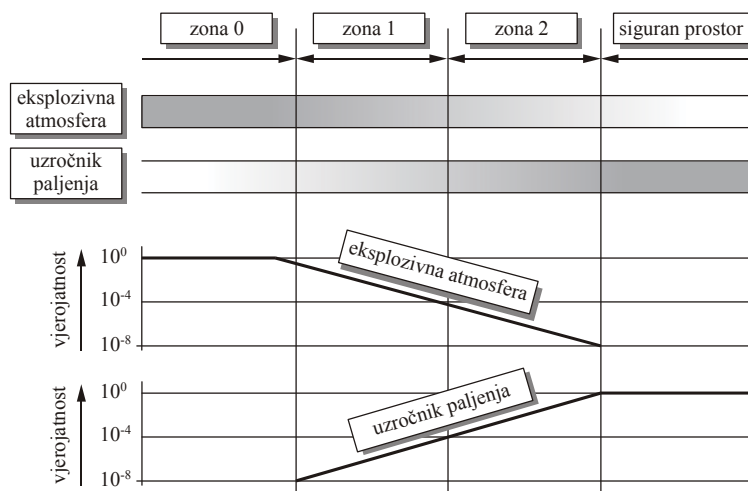 zona 0
zona 1
zona 2
siguran prostor
eksplozivna
atmosfera
uzročnik
paljenja
vjerojatnost
10⁰
10⁻⁴
10⁻⁸
eksplozivna atmosfera
vjerojatnost
10⁰
10⁻⁴
10⁻⁸
uzročnik paljenja